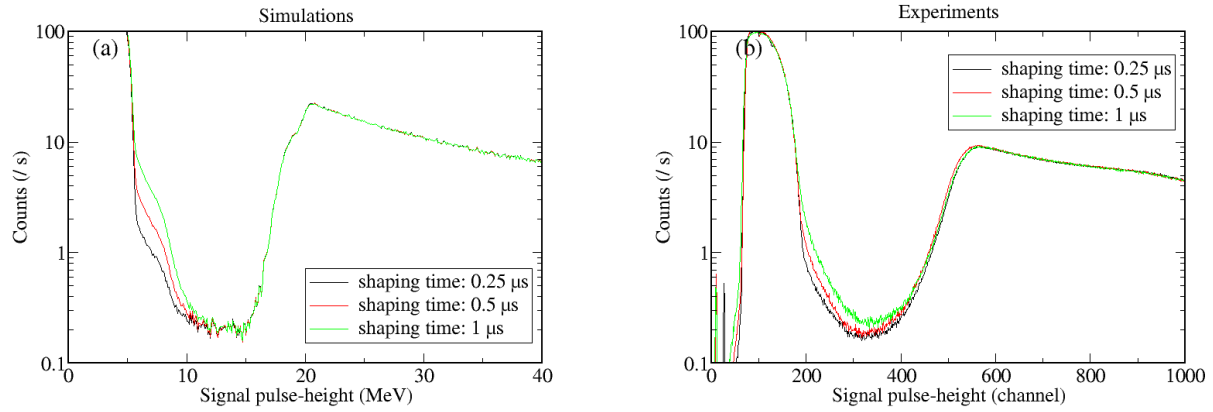 Simulations
100
(a)
10
1
0.1
Counts (/ s)
shaping time: 0.25 µs
shaping time: 0.5 µs
shaping time: 1 µs
0 10 20 30 40
Signal pulse-height (MeV)
Experiments
100
(b)
10
1
0.1
Counts (/ s)
shaping time: 0.25 µs
shaping time: 0.5 µs
shaping time: 1 µs
0 200 400 600 800 1000
Signal pulse-height (channel)